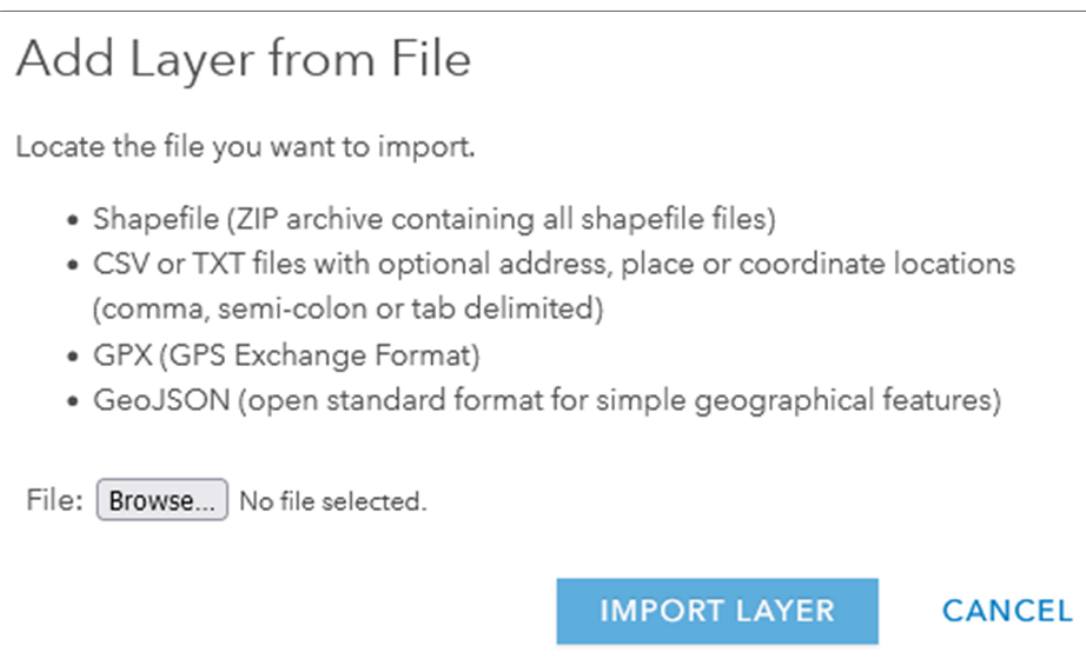 Add Layer from File
Locate the file you want to import.
• Shapefile (ZIP archive containing all shapefile files)
• CSV or TXT files with optional address, place or coordinate locations
(comma, semi-colon or tab delimited)
• GPX (GPS Exchange Format)
• GeoJSON (open standard format for simple geographical features)
File: Browse... No file selected.
IMPORT LAYER CANCEL